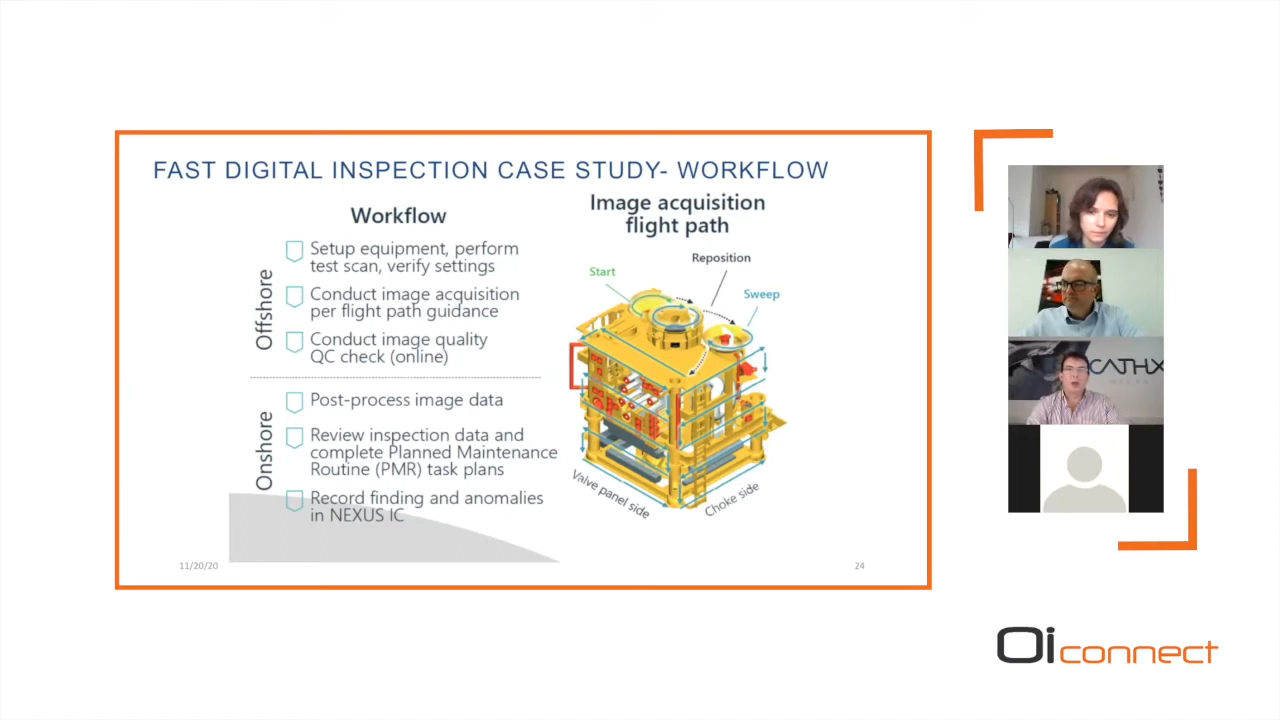 FAST DIGITAL INSPECTION CASE STUDY- WORKFLOW
Workflow
Offshore
Setup equipment, perform
test scan, verify settings
Conduct image acquisition
per flight path guidance
Conduct image quality
QC check (online)
Onshore
Post-process image data
Review inspection data and
complete Planned Maintenance
Routine (PMR) task plans
Record finding and anomalies
in NEXUS IC
Image acquisition
flight path
Reposition
Start
Sweep
Valve panel side
Choke side
11/20/20
24
CATHX
Oi connect